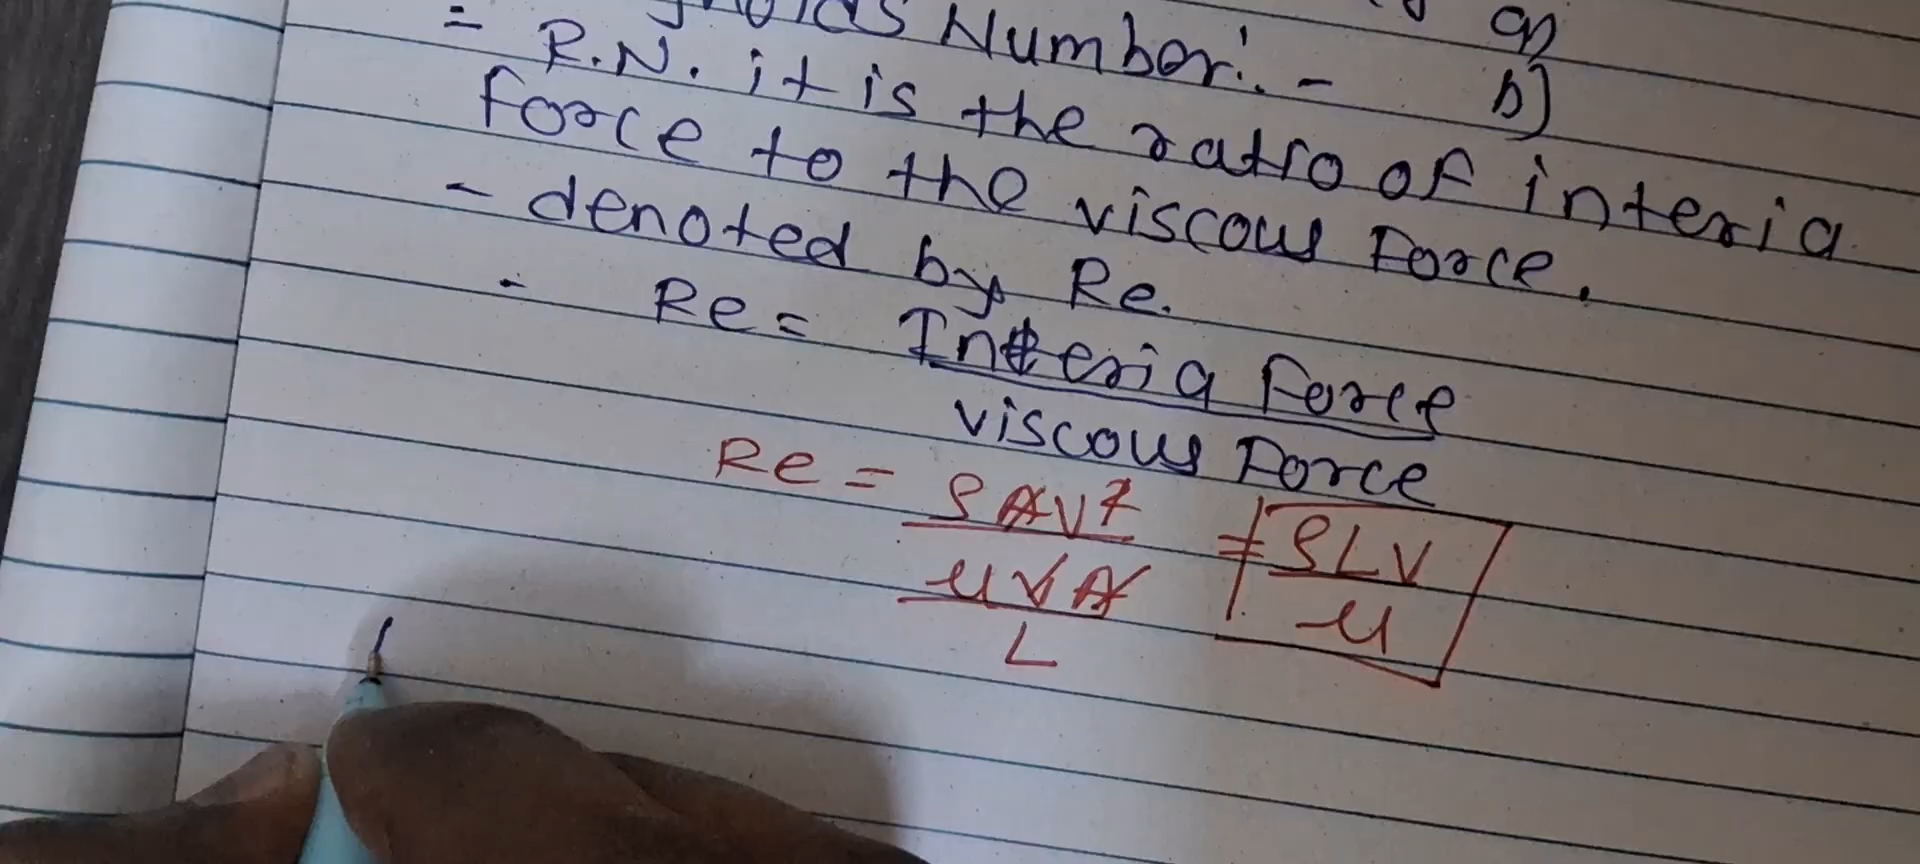 Number:-
= R.N. it is the ratio of interia
force to the viscous Force.
- denoted by Re.
- Re = Interia Force
viscous Force
Re = ρAV² = ρLV
μVA μ
L
a)
b)